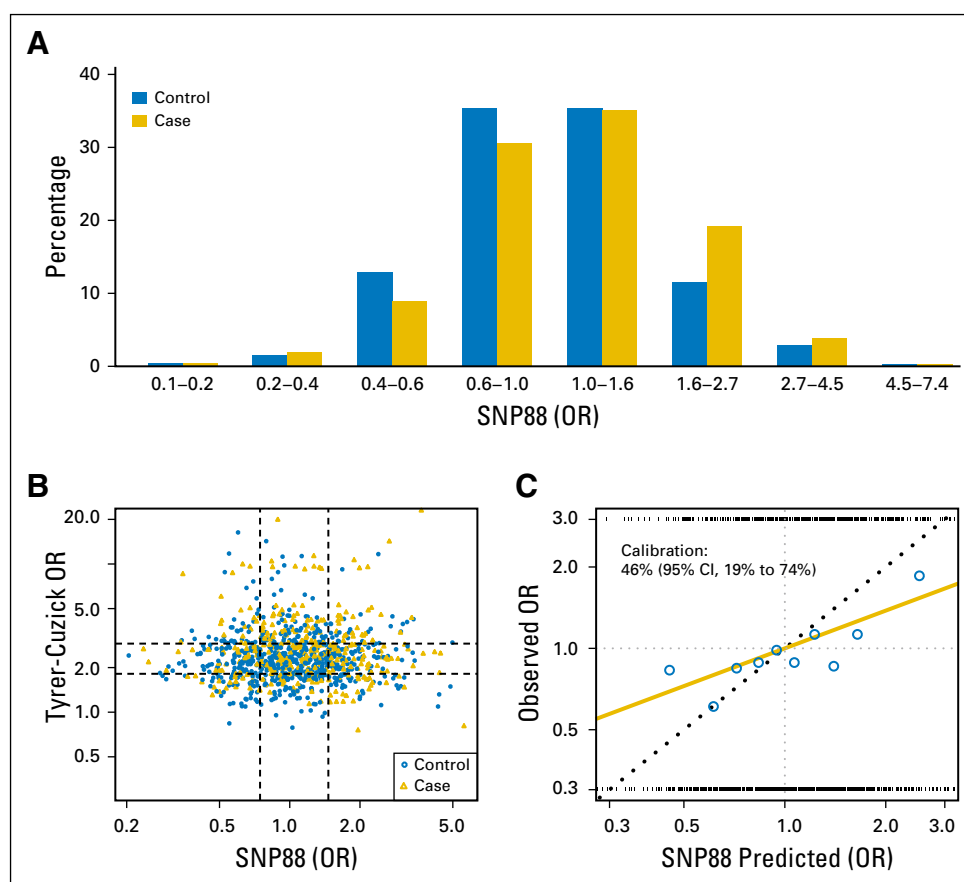 A
40
30
20
10
0
Percentage
Control
Case
0.1–0.2 0.2–0.4 0.4–0.6 0.6–1.0 1.0–1.6 1.6–2.7 2.7–4.5 4.5–7.4
SNP88 (OR)
B
20.0
5.0
2.0
1.0
0.5
Tyrer-Cuzick OR
Control
Case
0.2 0.5 1.0 2.0 5.0
SNP88 (OR)
C
3.0
2.0
1.0
0.5
0.3
Observed OR
Calibration:
46% (95% CI, 19% to 74%)
0.3 0.5 1.0 2.0 3.0
SNP88 Predicted (OR)